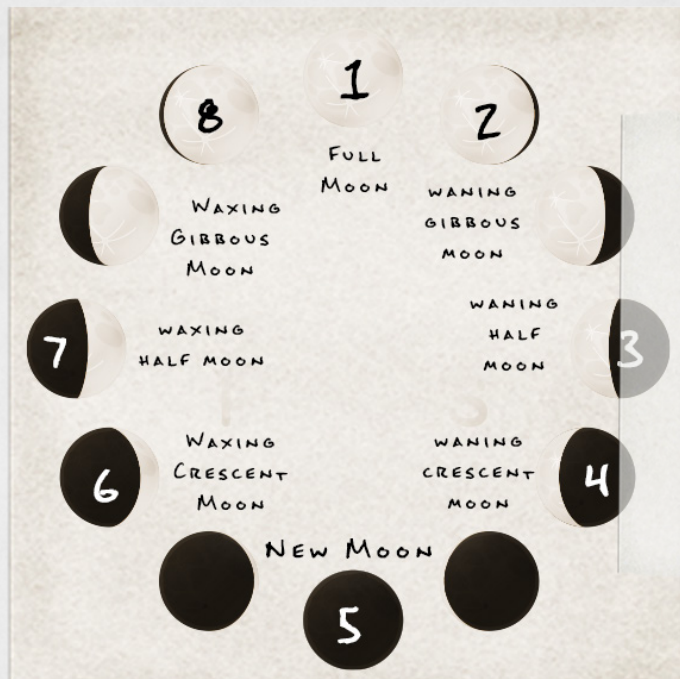 1
8
2
Full
Moon
Waxing
Gibbous
Moon
waning
gibbous
moon
7
waxing
half moon
waning
half
moon
3
6
Waxing
Crescent
Moon
waning
crescent
moon
4
New Moon
5